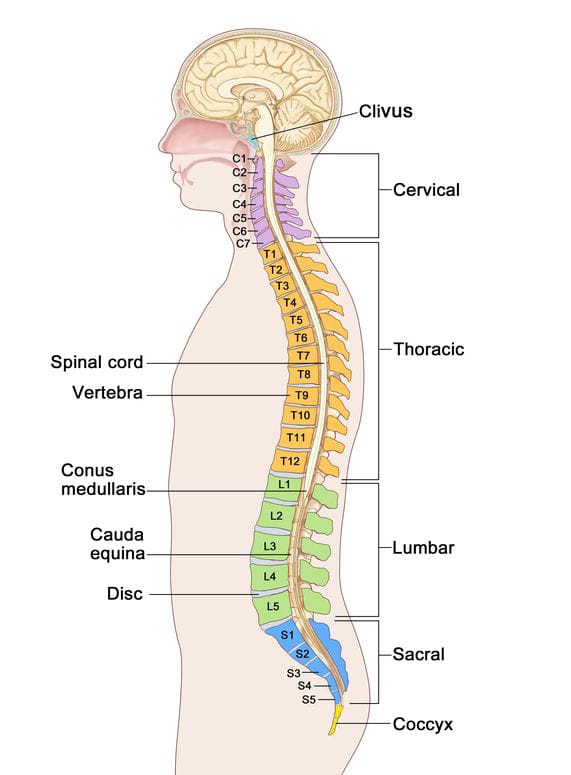 Clivus
C1
C2
C3
C4
C5
C6
C7
Cervical
T1
T2
T3
T4
T5
T6
T7
T8
T9
T10
T11
T12
Thoracic
Spinal cord
Vertebra
Conus
medullaris
L1
L2
L3
L4
L5
Cauda
equina
Lumbar
Disc
S1
S2
S3
S4
S5
Sacral
Coccyx